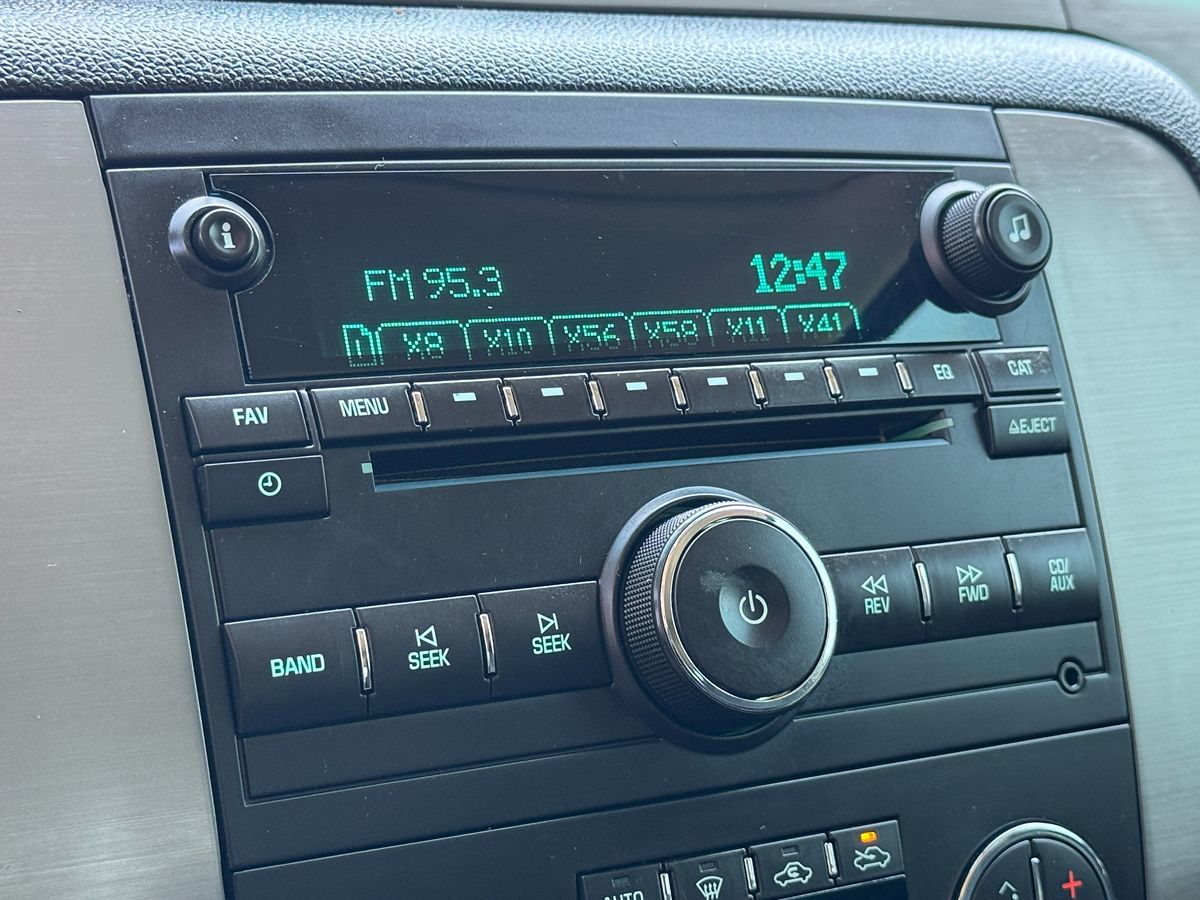 i
FM 95.3 12:47
1 X8 X10 X56 X58 X11 X41
FAV MENU EQ CAT
EJECT
BAND SEEK SEEK REV FWD CD/
AUX
AUTO